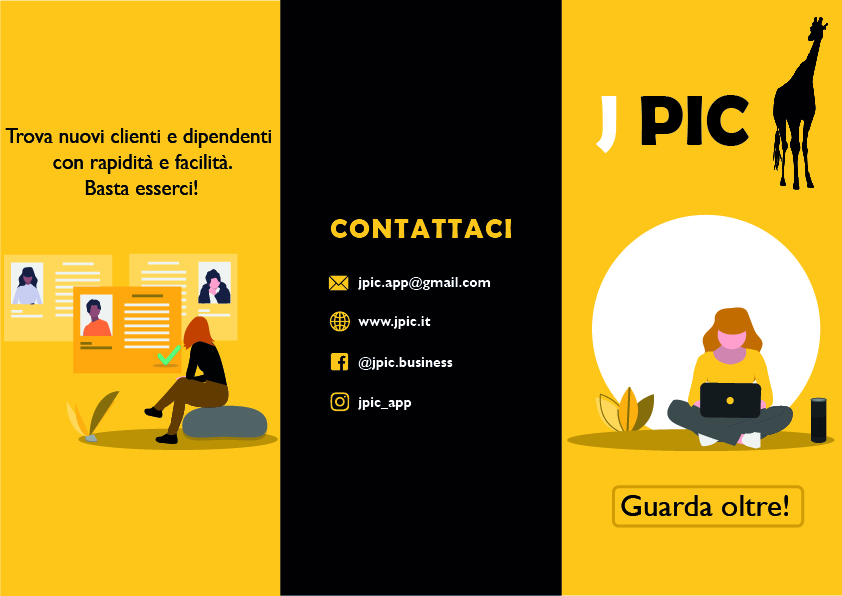 Trova nuovi clienti e dipendenti
con rapidità e facilità.
Basta esserci!
CONTATTACI
jpic.app@gmail.com
www.jpic.it
@jpic.business
jpic_app
J PIC
Guarda oltre!